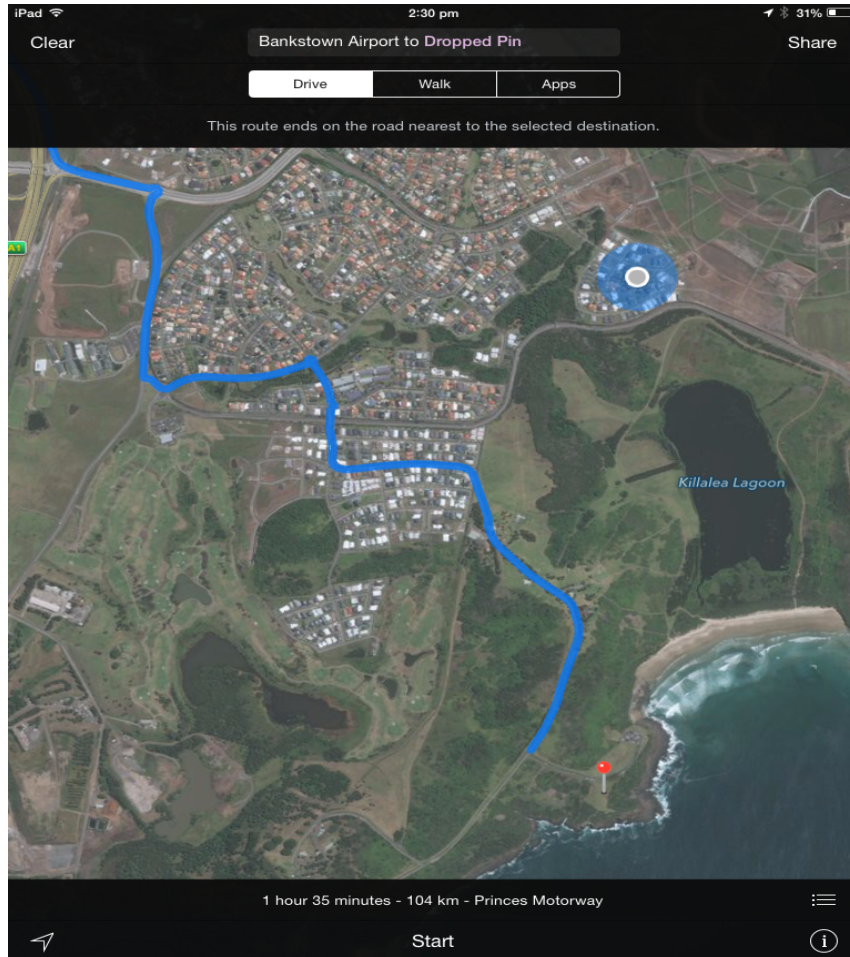 iPad 2:30 pm 31%
Clear Bankstown Airport to Dropped Pin Share
Drive Walk Apps
This route ends on the road nearest to the selected destination.
A1
Killalea Lagoon
1 hour 35 minutes - 104 km - Princes Motorway
Start